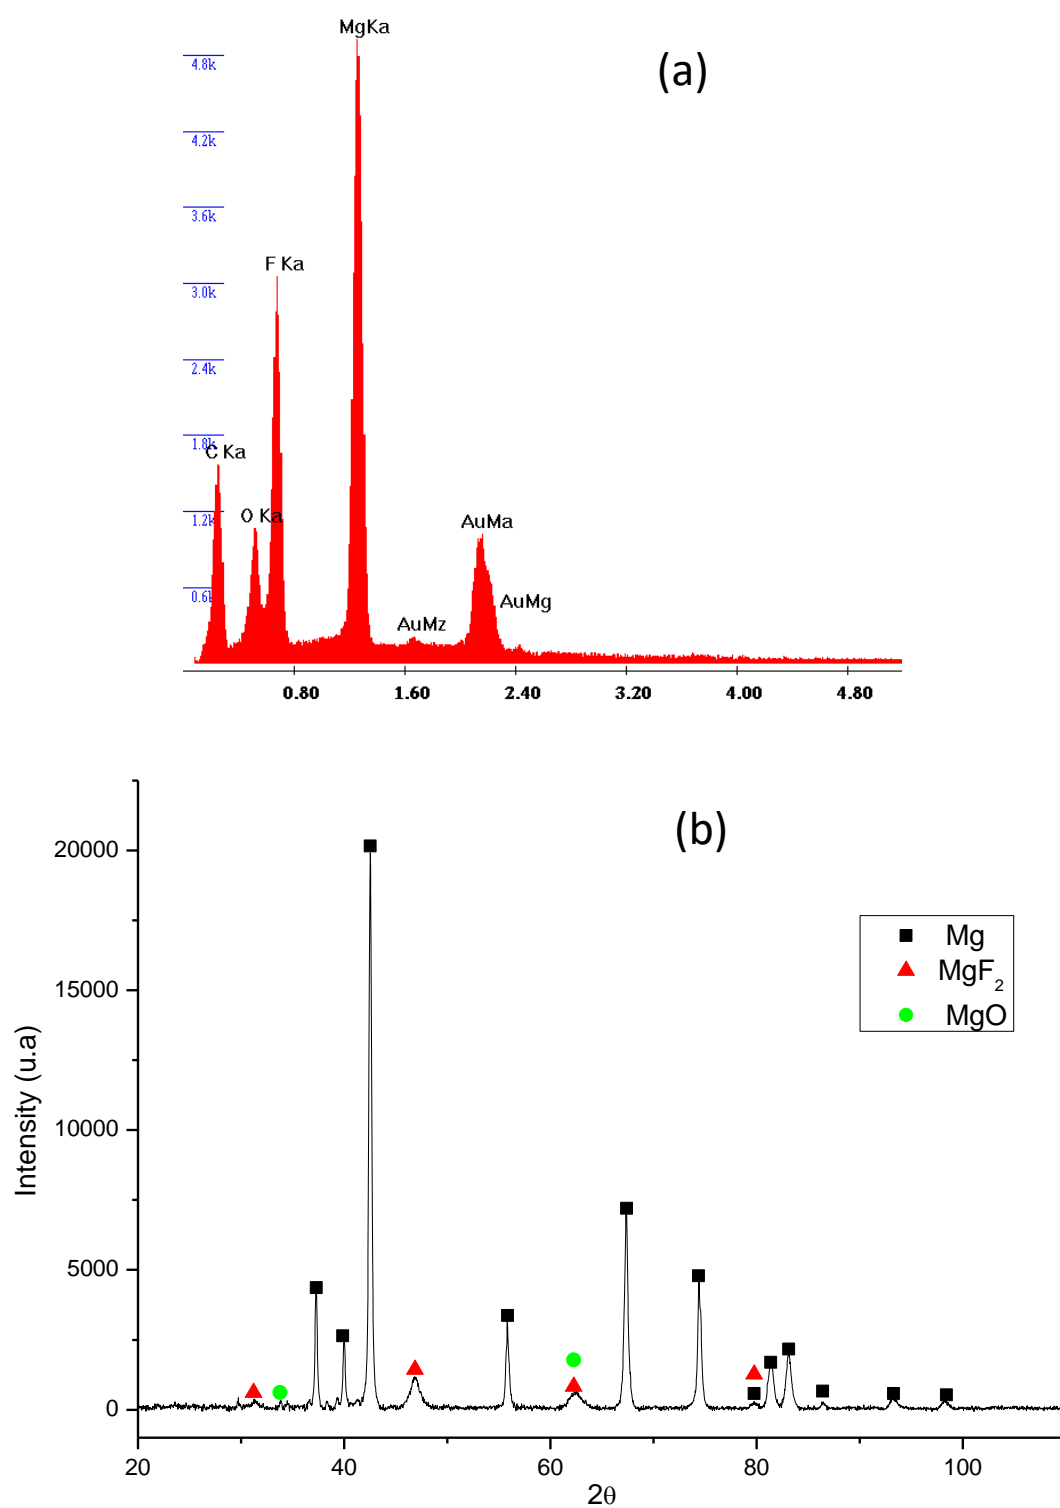 MgKa
(a)
4.8k
4.2k
3.6k
F Ka
3.0k
2.4k
1.8k
C Ka
1.2k
O Ka
AuMa
0.6k
AuMg
AuMz
0.80 1.60 2.40 3.20 4.00 4.80
(b)
20000
Mg
MgF2
15000
MgO
Intensity (u.a)
10000
5000
0
20 40 60 80 100
2θ